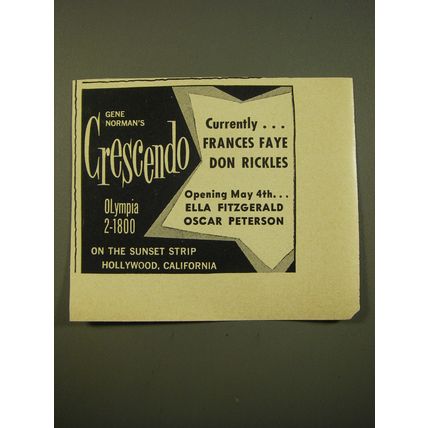 GENE
NORMAN'S
Crescendo
OLympia
2-1800
ON THE SUNSET STRIP
HOLLYWOOD, CALIFORNIA
Currently . . .
FRANCES FAYE
DON RICKLES
Opening May 4th. . .
ELLA FITZGERALD
OSCAR PETERSON